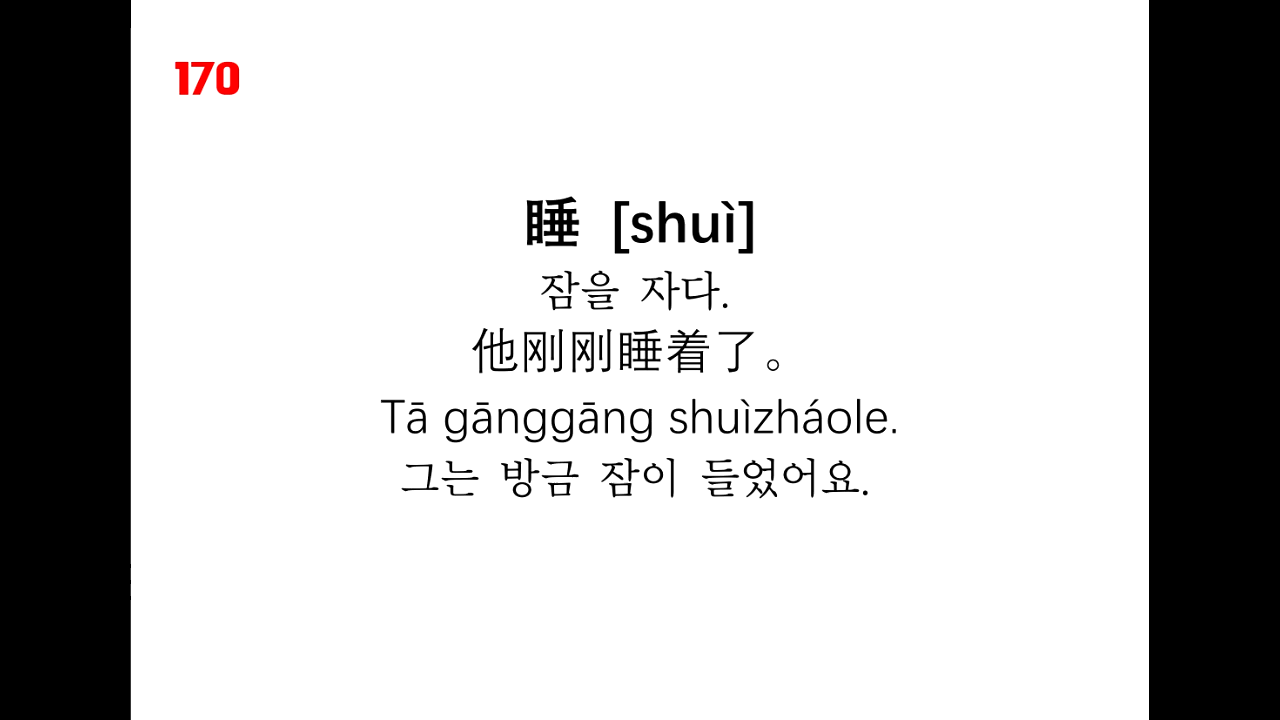 170
睡 [shuì]
잠을 자다.
他刚刚睡着了。
Tā gānggāng shuìzháole.
그는 방금 잠이 들었어요.